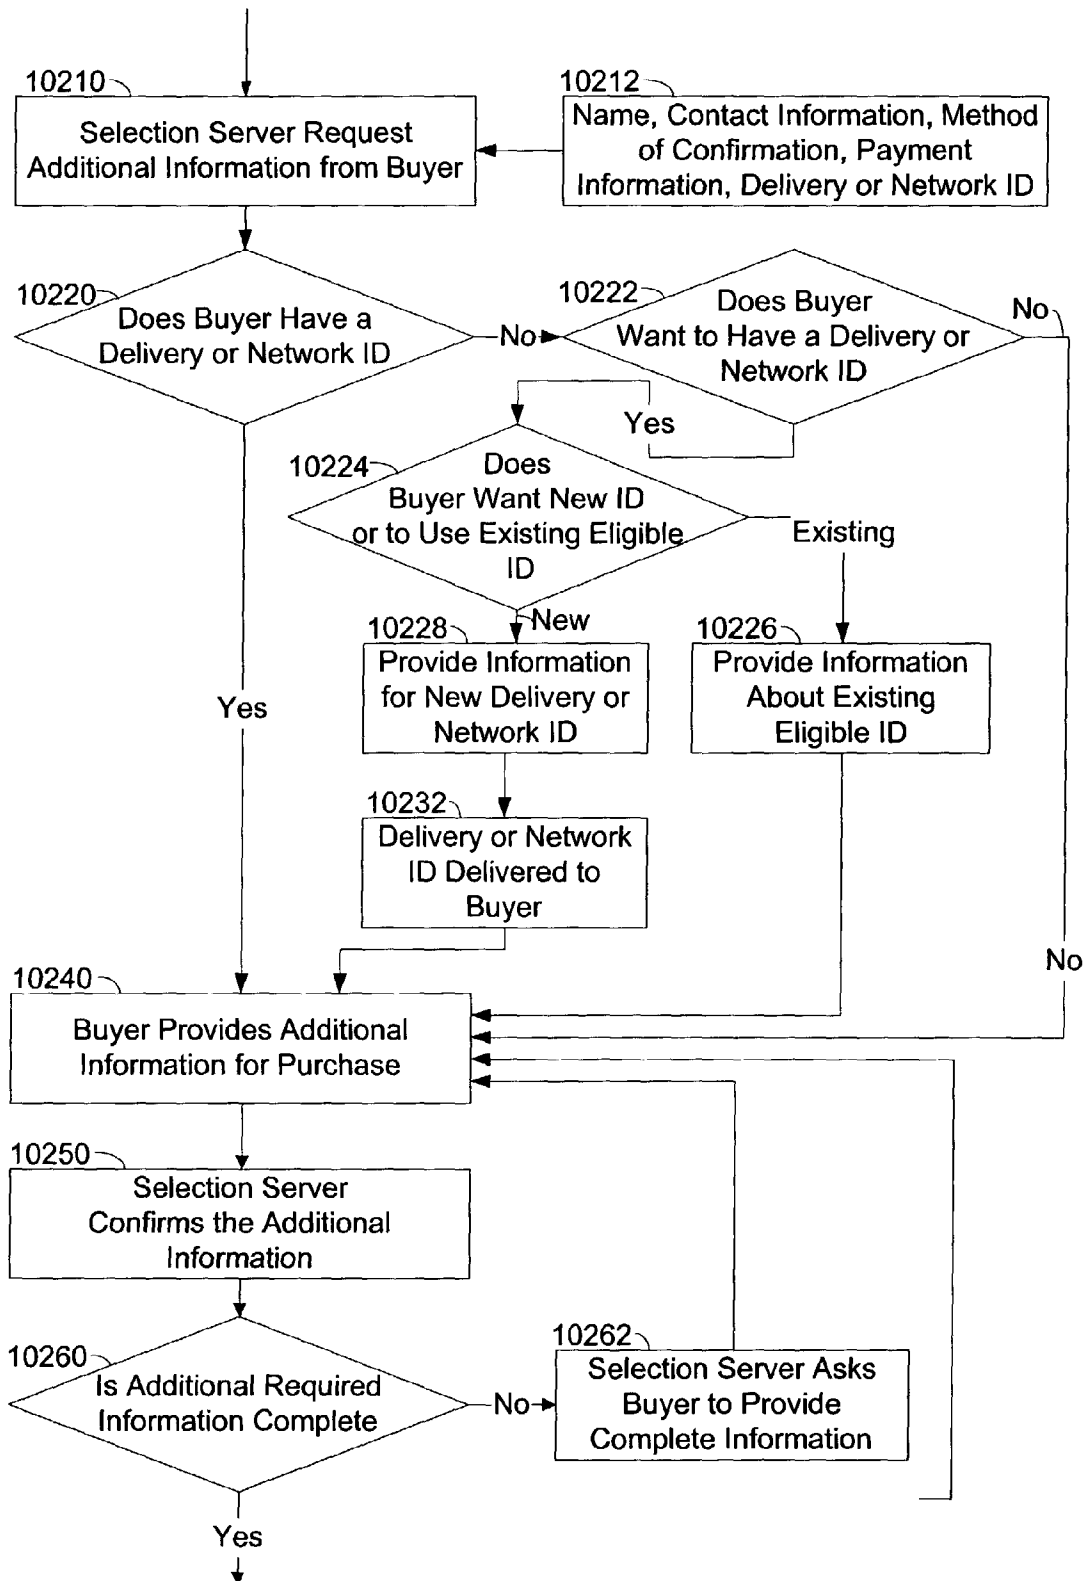 10210
Selection Server Request
Additional Information from Buyer
10212
Name, Contact Information, Method
of Confirmation, Payment
Information, Delivery or Network ID
10220
Does Buyer Have a
Delivery or Network ID
No
10222
Does Buyer
Want to Have a Delivery or
Network ID
No
Yes
10224
Does
Buyer Want New ID
or to Use Existing Eligible
ID
Existing
New
10228
Provide Information
for New Delivery or
Network ID
10226
Provide Information
About Existing
Eligible ID
Yes
10232
Delivery or Network
ID Delivered to
Buyer
No
10240
Buyer Provides Additional
Information for Purchase
10250
Selection Server
Confirms the Additional
Information
10260
Is Additional Required
Information Complete
No
10262
Selection Server Asks
Buyer to Provide
Complete Information
Yes